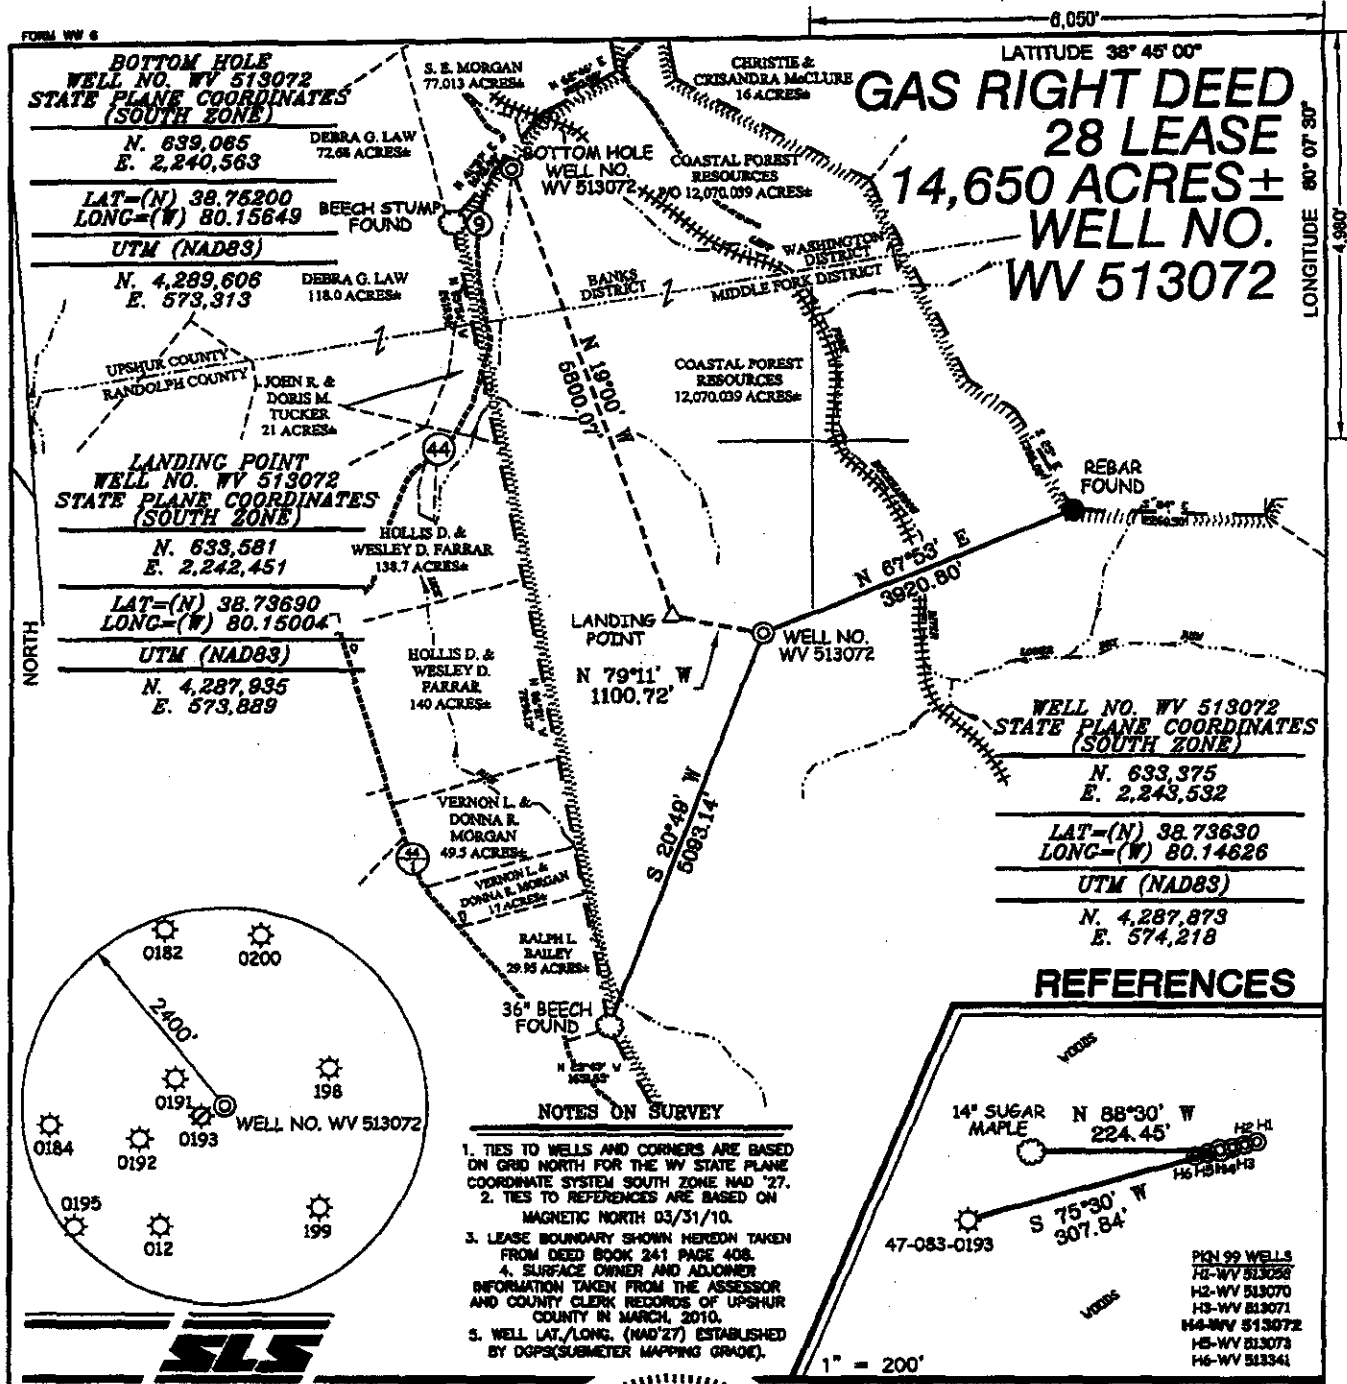 FORM WW 6
6,050'
LATITUDE 38° 45' 00"
LONGITUDE 80° 07' 30"
4,980'
GAS RIGHT DEED
28 LEASE
14,650 ACRES±
WELL NO.
WV 513072
BOTTOM HOLE
WELL NO. WV 513072
STATE PLANE COORDINATES
(SOUTH ZONE)
N. 639,065
E. 2,240,563
LAT=(N) 38.75200
LONG=(W) 80.15649
UTM (NAD83)
N. 4,289,606
E. 573,313
S. E. MORGAN
77.013 ACRES±
DEBRA G. LAW
72.68 ACRES±
BEECH STUMP
FOUND
9
DEBRA G. LAW
118.0 ACRES±
BOTTOM HOLE
WELL NO.
WV 513072
CHRISTIE &
CRISANDRA McCLURE
16 ACRES±
COASTAL FOREST
RESOURCES
P/O 12,070.039 ACRES±
LEFT
WASHINGTON
DISTRICT
BANKS
DISTRICT
MIDDLE FORK DISTRICT
UPSHUR COUNTY
RANDOLPH COUNTY
JOHN R. &
DORIS M.
TUCKER
21 ACRES±
44
N 19°00' W
5800.07'
COASTAL FOREST
RESOURCES
12,070.039 ACRES±
FORK
BUCKHANNON
RIVER
REBAR
FOUND
LANDING POINT
WELL NO. WV 513072
STATE PLANE COORDINATES
(SOUTH ZONE)
N. 633,581
E. 2,242,451
LAT=(N) 38.73690
LONG=(W) 80.15004
UTM (NAD83)
N. 4,287,935
E. 573,889
NORTH
HOLLIS D. &
WESLEY D. FARRAR
138.7 ACRES±
HOLLIS D. &
WESLEY D.
FARRAR
140 ACRES±
N 67°53' E
3920.80'
LANDING
POINT
WELL NO.
WV 513072
N 79°11' W
1100.72'
LOWER
RUN
S 20°49' W
5093.14'
WELL NO. WV 513072
STATE PLANE COORDINATES
(SOUTH ZONE)
N. 633,375
E. 2,243,532
LAT=(N) 38.73630
LONG=(W) 80.14626
UTM (NAD83)
N. 4,287,873
E. 574,218
VERNON L. &
DONNA R.
MORGAN
49.5 ACRES±
44
1
VERNON L. &
DONNA R. MORGAN
17 ACRES±
RALPH L.
BAILEY
29.95 ACRES±
36" BEECH
FOUND
0182
0200
2400'
0191
198
0193
WELL NO. WV 513072
0184
0192
0195
012
199
NOTES ON SURVEY
1. TIES TO WELLS AND CORNERS ARE BASED
ON GRID NORTH FOR THE WV STATE PLANE
COORDINATE SYSTEM SOUTH ZONE NAD '27.
2. TIES TO REFERENCES ARE BASED ON
MAGNETIC NORTH 03/31/10.
3. LEASE BOUNDARY SHOWN HEREON TAKEN
FROM DEED BOOK 241 PAGE 408.
4. SURFACE OWNER AND ADJOINER
INFORMATION TAKEN FROM THE ASSESSOR
AND COUNTY CLERK RECORDS OF UPSHUR
COUNTY IN MARCH, 2010.
5. WELL LAT./LONG. (NAD'27) ESTABLISHED
BY DGPS(SUBMETER MAPPING GRADE).
SLS
REFERENCES
WOODS
14" SUGAR
MAPLE
N 88°30' W
224.45'
H2 H1
H6 H5 H4 H3
S 75°30' W
307.84'
47-083-0193
WOODS
PKN 99 WELLS
H1-WV 513056
H2-WV 513070
H3-WV 513071
H4-WV 513072
H5-WV 513073
H6-WV 513341
1" = 200'